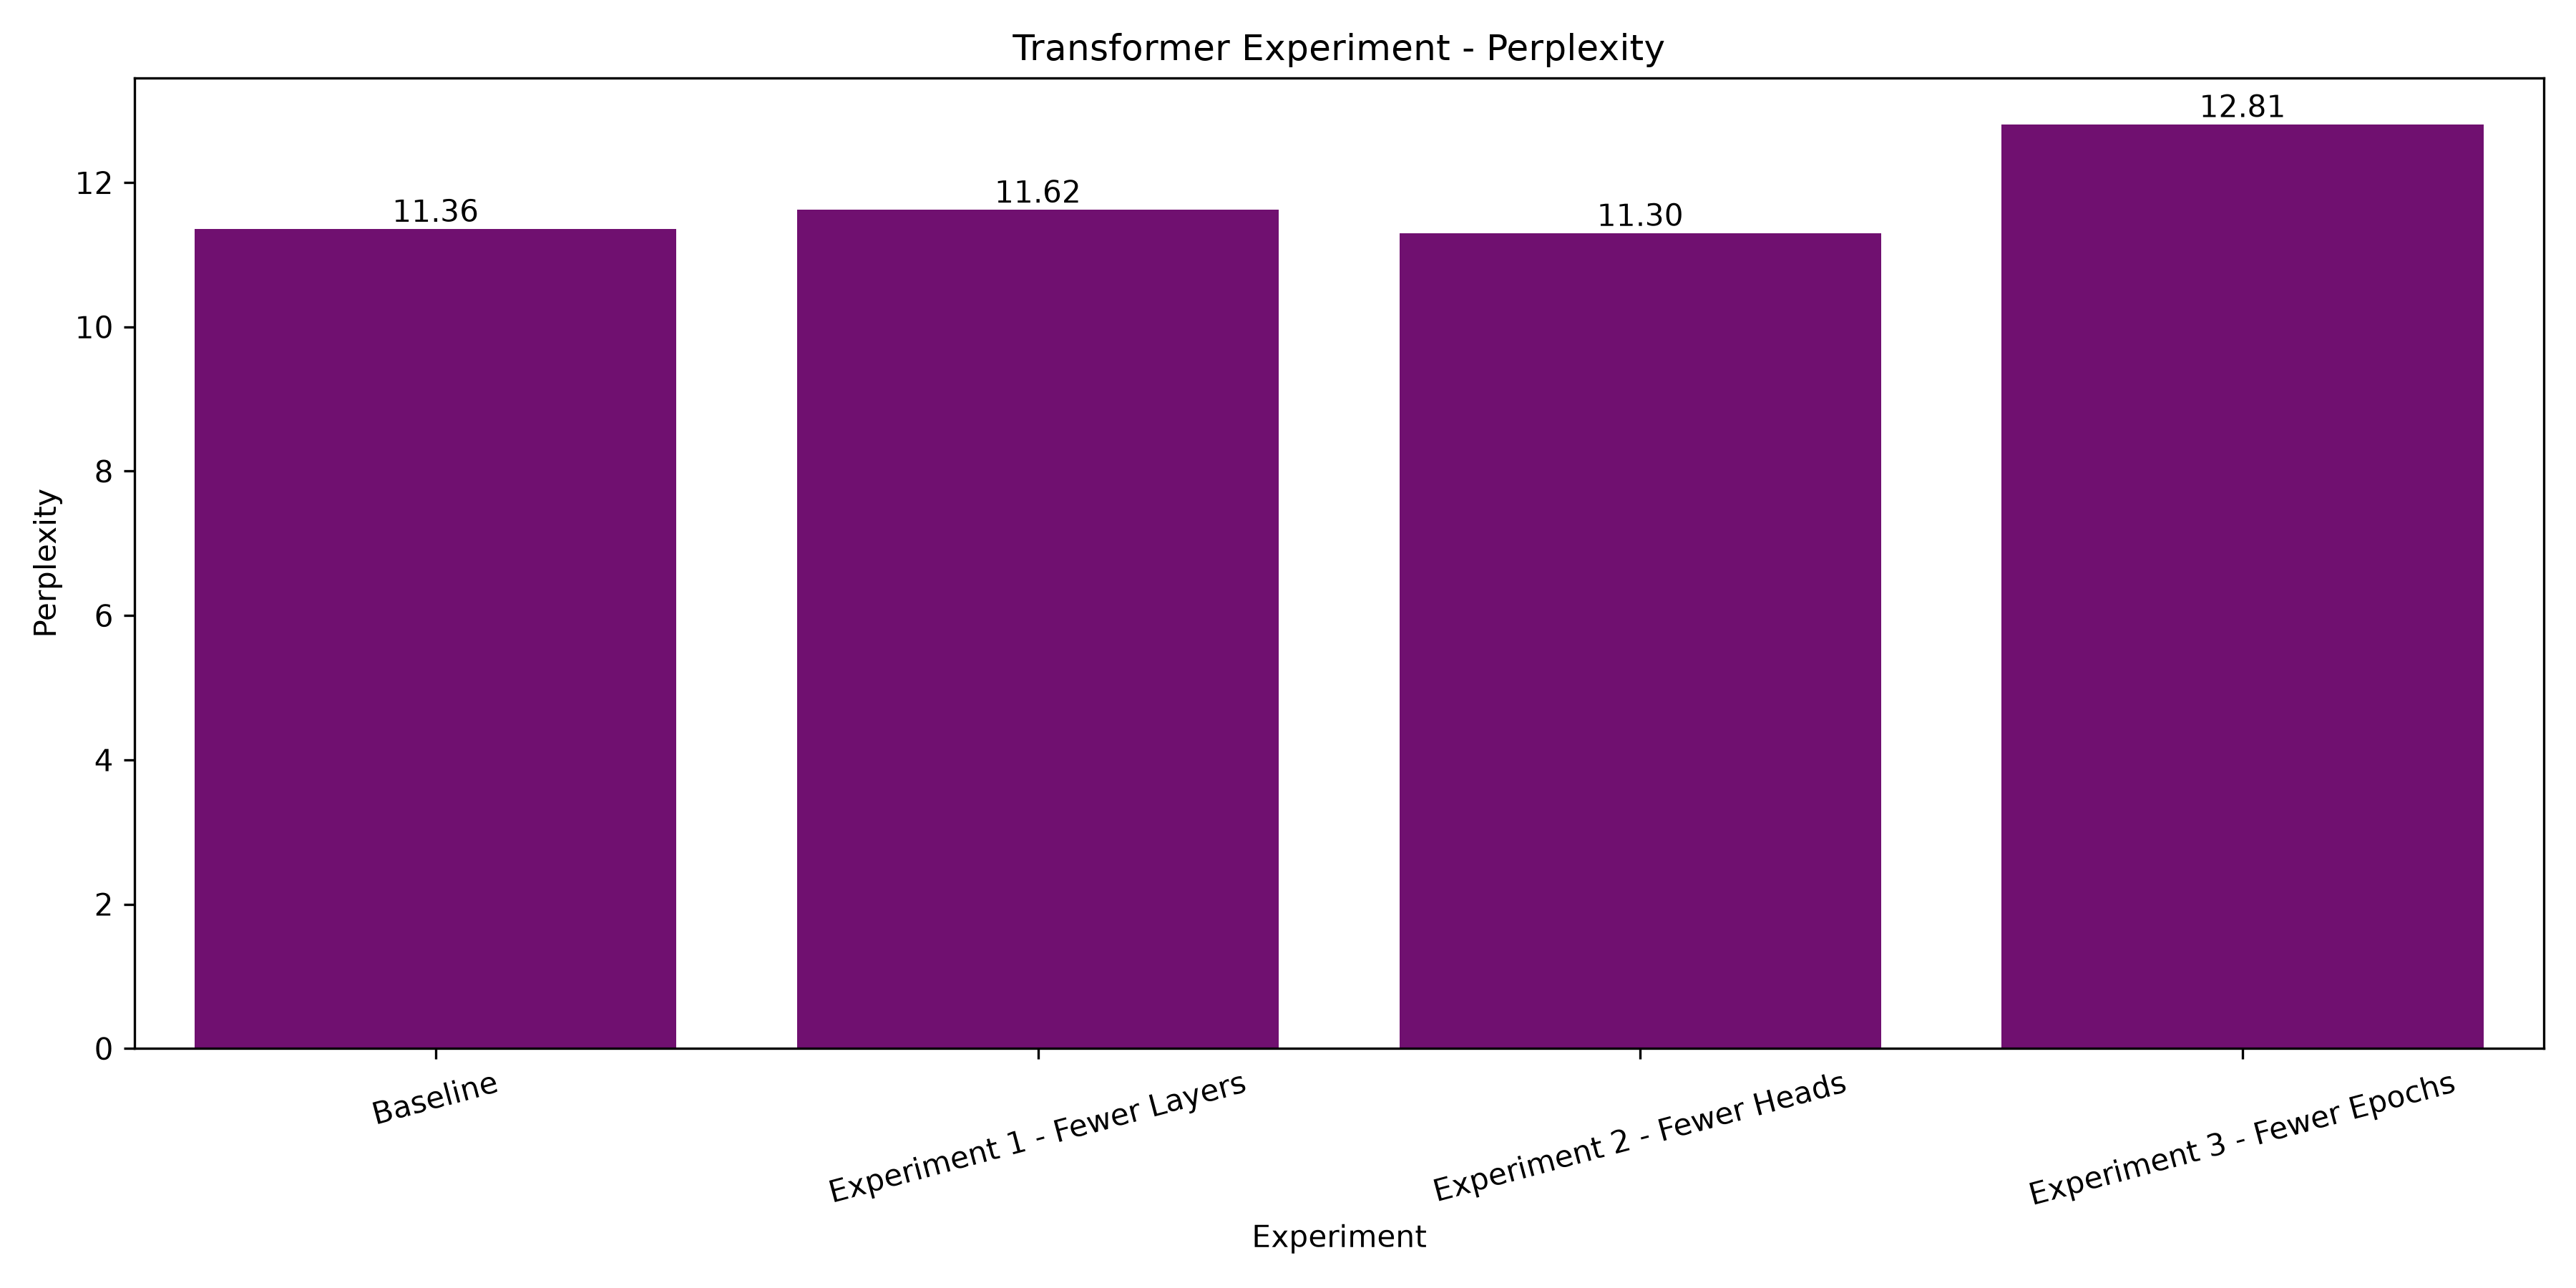 Transformer Experiment - Perplexity
Perplexity
12
10
8
6
4
2
0
11.36
11.62
11.30
12.81
Baseline
Experiment 1 - Fewer Layers
Experiment 2 - Fewer Heads
Experiment 3 - Fewer Epochs
Experiment